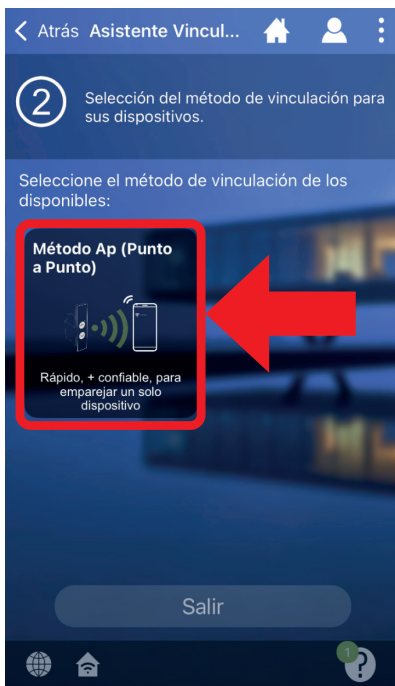 Atrás Asistente Vincul...
2
Selección del método de vinculación para
sus dispositivos.
Seleccione el método de vinculación de los
disponibles:
Método Ap (Punto
a Punto)
Rápido, + confiable, para
emparejar un solo
dispositivo
Salir
1
?